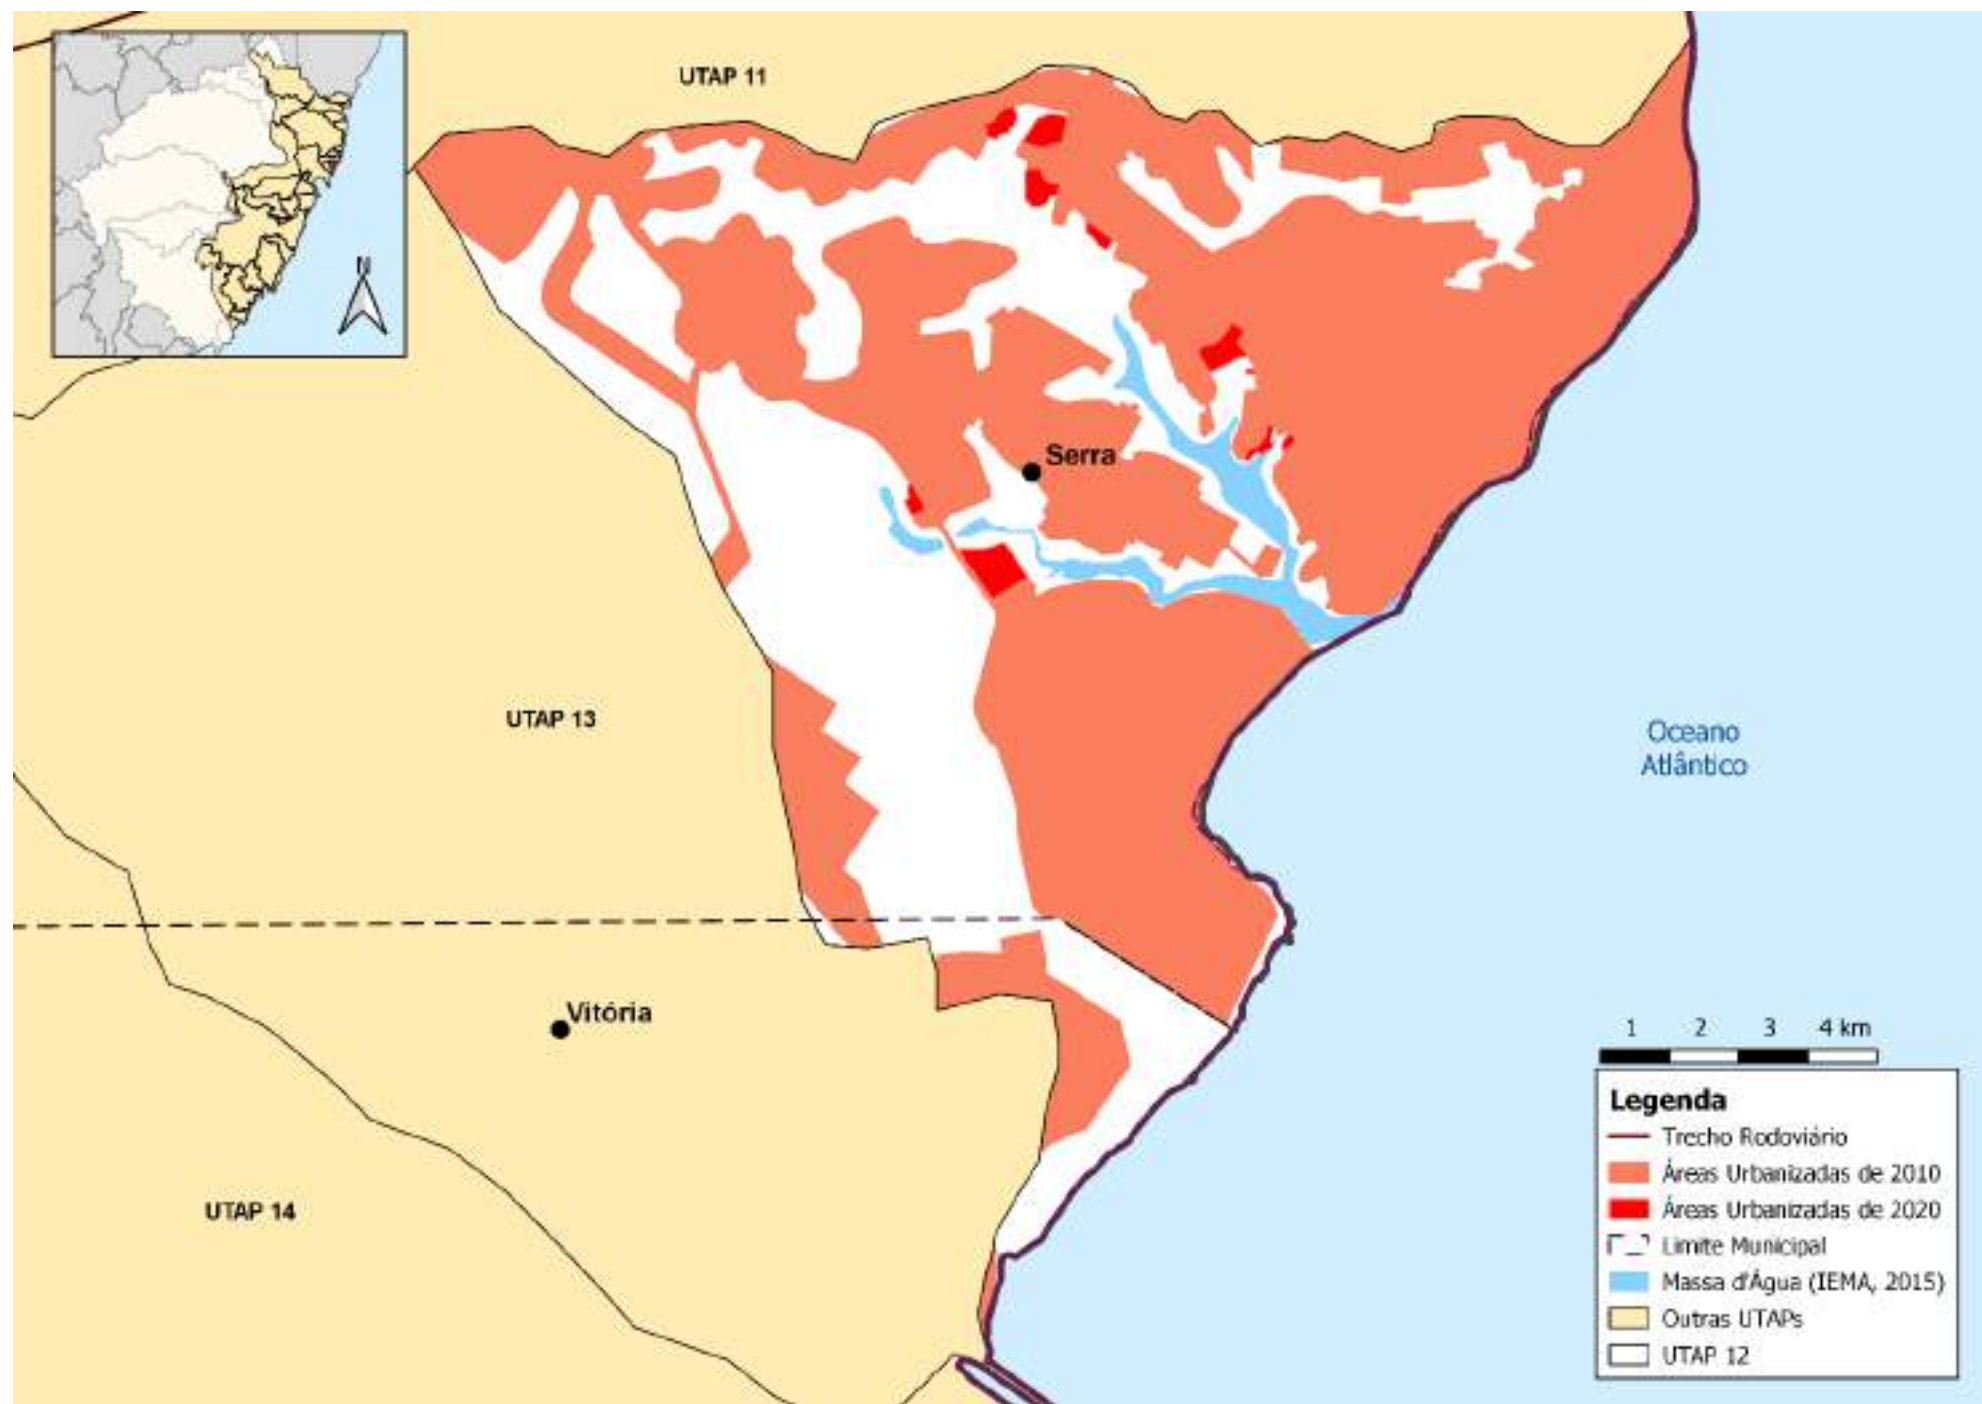 N
UTAP 11
Serra
UTAP 13
Oceano
Atlântico
Vitória
UTAP 14
1 2 3 4 km
Legenda
Trecho Rodoviário
Áreas Urbanizadas de 2010
Áreas Urbanizadas de 2020
Limite Municipal
Massa d'Água (IEMA, 2015)
Outras UTAPs
UTAP 12